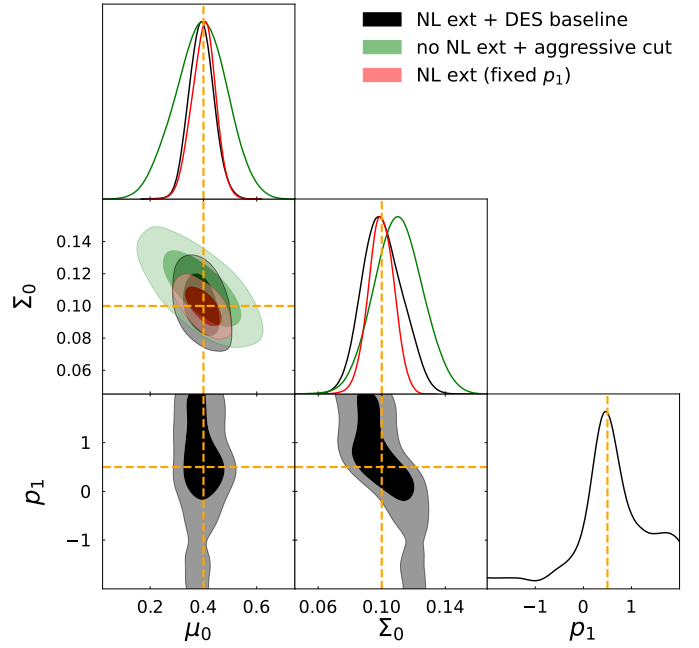 NL ext + DES baseline
no NL ext + aggressive cut
NL ext (fixed p₁)
0.14
0.12
0.10
0.08
0.06
Σ₀
1
0
−1
p₁
0.2 0.4 0.6
0.06 0.10 0.14
−1 1
μ₀ Σ₀ p₁